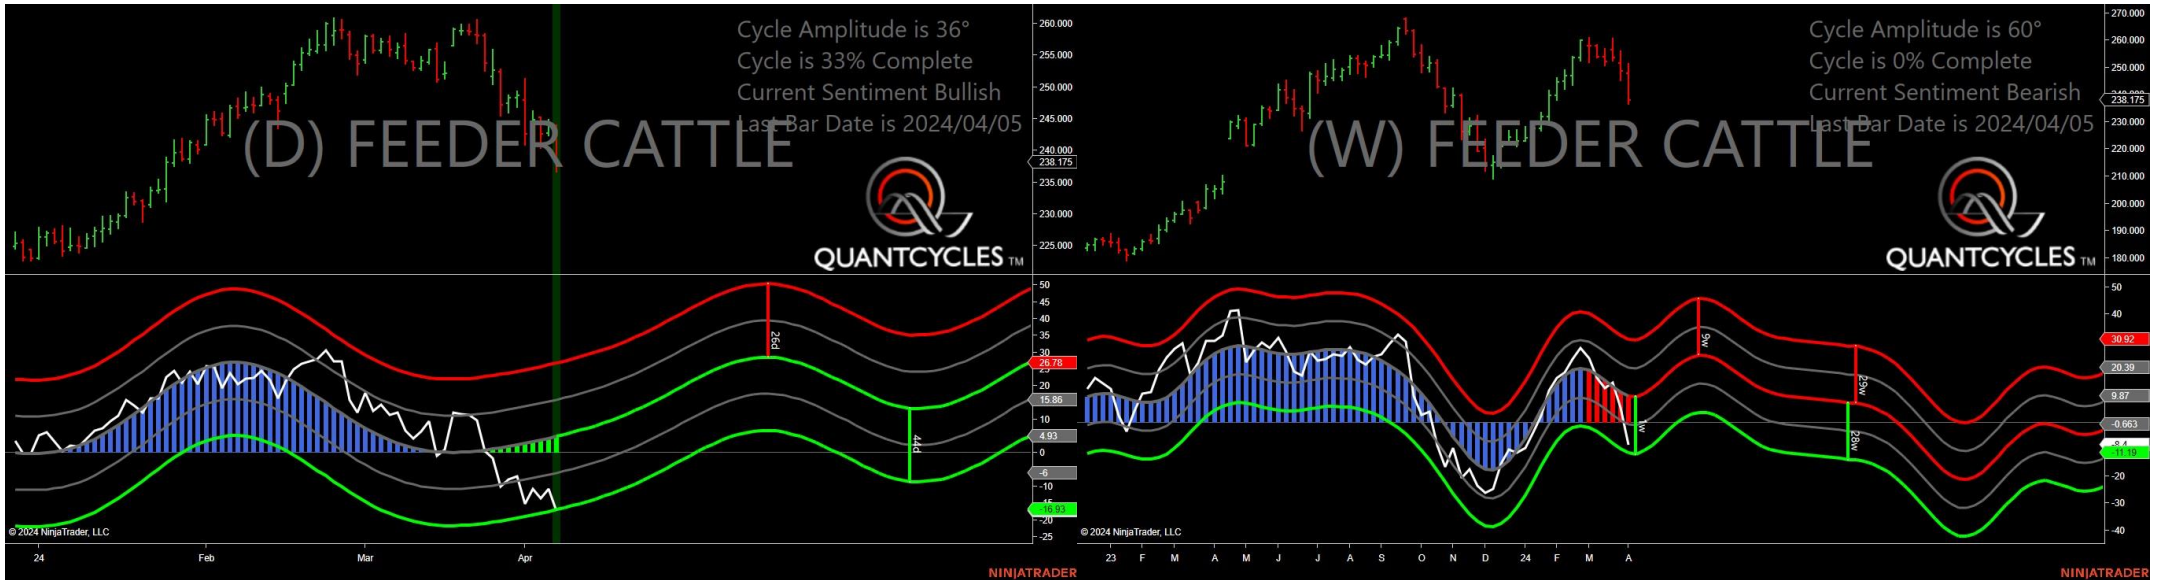 Cycle Amplitude is 36°
Cycle is 33% Complete
Current Sentiment Bullish
Last Bar Date is 2024/04/05
(D) FEEDER CATTLE
QUANTCYCLES TM
260.000
255.000
250.000
245.000
240.000
238.175
235.000
230.000
225.000
50
45
40
35
30
26.78
25
20
15.86
10
4.93
0
-6
-10
-15
-16.93
-20
-25
26d
44d
© 2024 NinjaTrader, LLC
24 Feb Mar Apr
NINJATRADER
Cycle Amplitude is 60°
Cycle is 0% Complete
Current Sentiment Bearish
Last Bar Date is 2024/04/05
(W) FEEDER CATTLE
QUANTCYCLES TM
270.000
260.000
250.000
240.000
238.175
230.000
220.000
210.000
200.000
190.000
180.000
50
40
30.92
20.39
9.87
-0.663
-8.4
-11.19
-20
-30
-40
1w
9w
29w
28w
© 2024 NinjaTrader, LLC
23 F M A M J J A S O N D 24 F M A
NINJATRADER